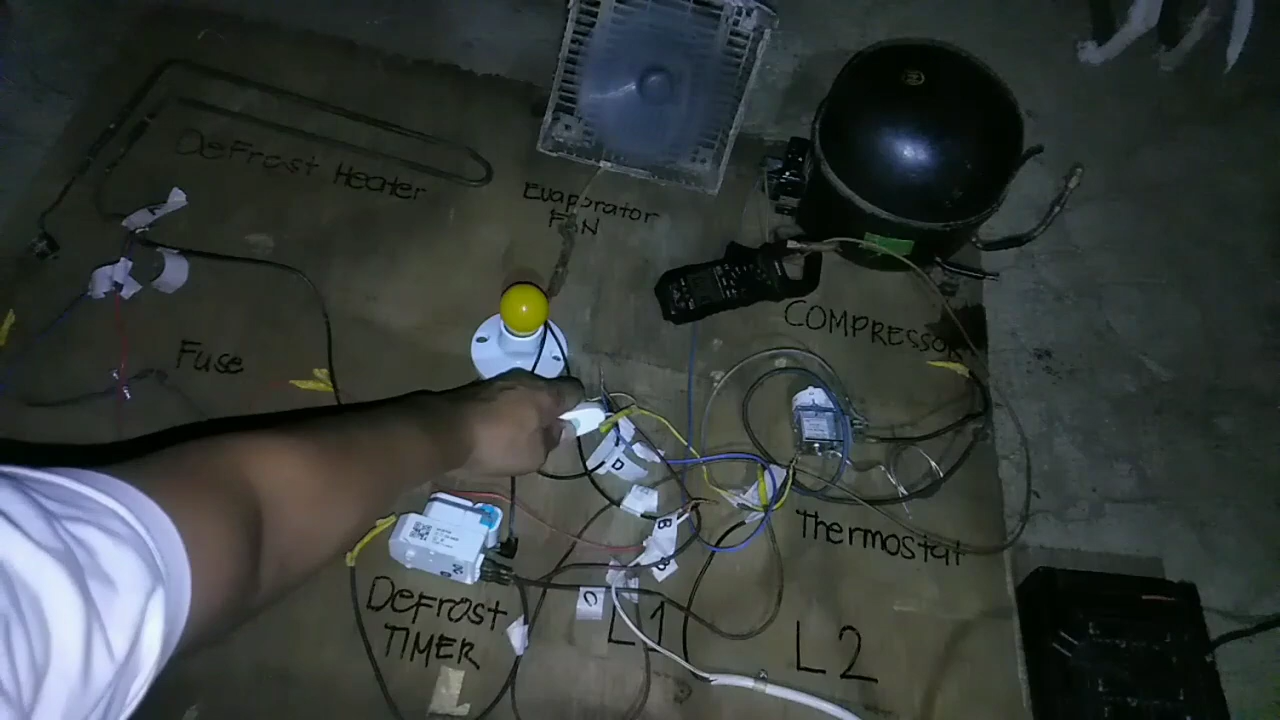 DeFrost Heater
Evaporator
FAN
COMPRESSOR
Fuse
D
Thermostat
B
A
C
DeFrost
TIMER
L1
L2